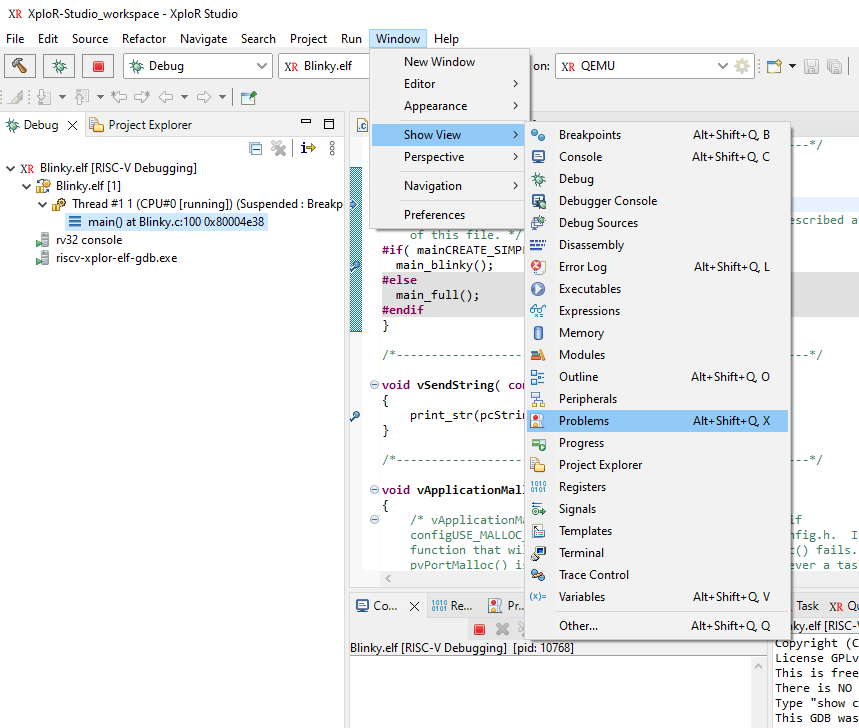 XR XploR-Studio_workspace - XploR Studio
File Edit Source Refactor Navigate Search Project Run Window Help
Debug XR Blinky.elf on: XR QEMU
New Window
Editor
Appearance
Show View
Perspective
Navigation
Preferences
Debug Project Explorer
XR Blinky.elf [RISC-V Debugging]
Blinky.elf [1]
Thread #1 1 (CPU#0 [running]) (Suspended : Breakp
main() at Blinky.c:100 0x80004e38
rv32 console
riscv-xplor-elf-gdb.exe
Breakpoints Alt+Shift+Q, B
Console Alt+Shift+Q, C
Debug
Debugger Console
Debug Sources
Disassembly
Error Log Alt+Shift+Q, L
Executables
Expressions
Memory
Modules
Outline Alt+Shift+Q, O
Peripherals
Problems Alt+Shift+Q, X
Progress
Project Explorer
Registers
Signals
Templates
Terminal
Trace Control
Variables Alt+Shift+Q, V
Other... Alt+Shift+Q, Q
--*/
escribed at
of this file. */
#if( mainCREATE_SIMP
main_blinky();
#else
main_full();
#endif
}
/*------------------ --*/
void vSendString( con
{
print_str(pcStrin
}
/*------------------ --*/
void vApplicationMal
{
/* vApplicationMa if
configUSE_MALLOC_ nfig.h. I
function that wil c() fails.
pvPortMalloc() is ever a tas
Co... Re... Pr... Task XR Qu
Blinky.elf [RISC-V Debugging] [pid: 10768]
nky.elf [RISC-V
Copyright (C
License GPLv
This is free
There is NO
Type "show c
This GDB was